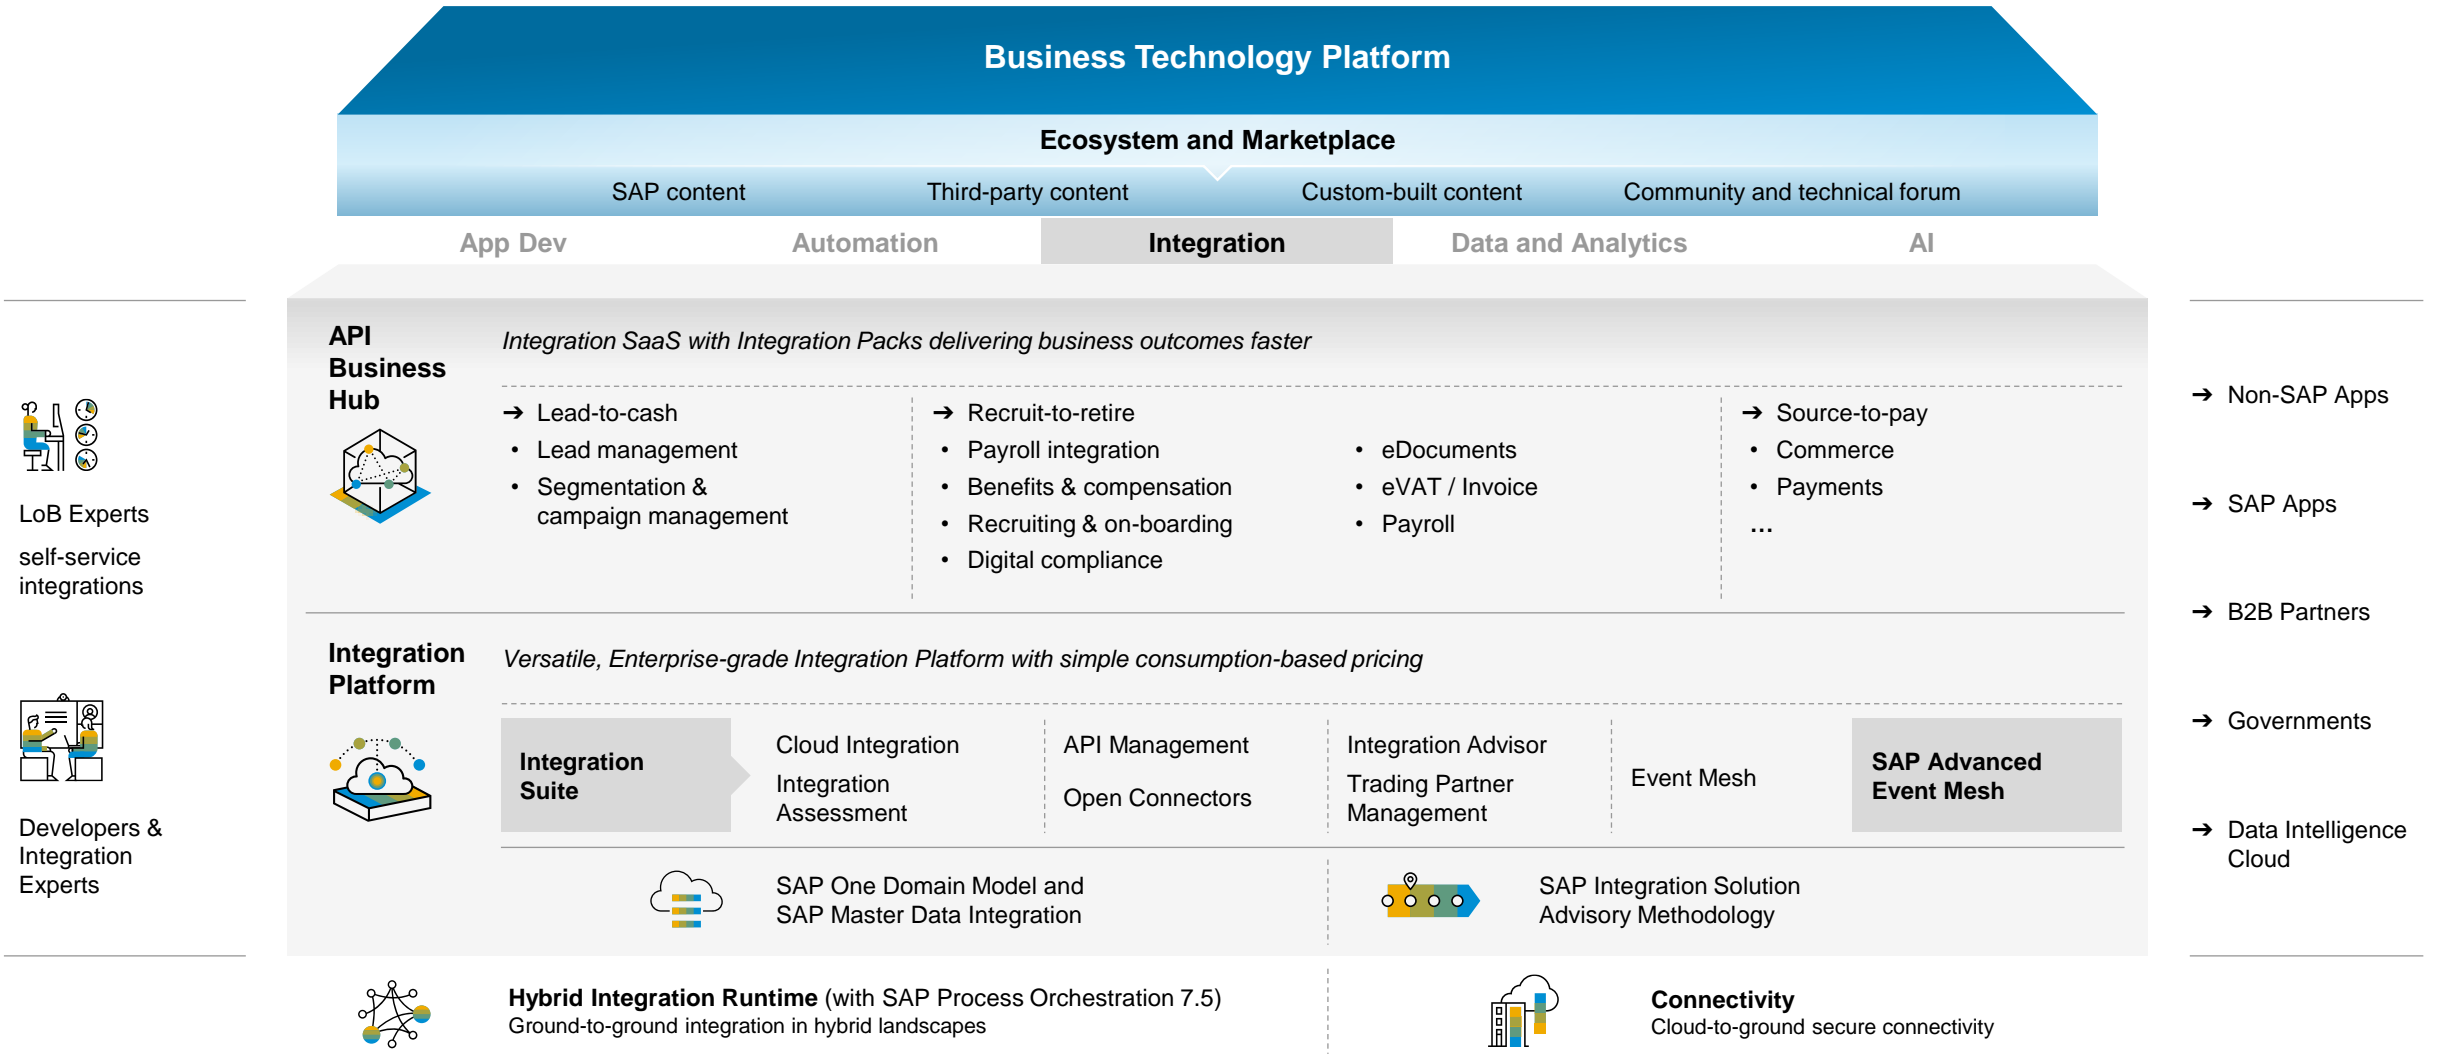 Business Technology Platform
Ecosystem and Marketplace
SAP content
Third-party content
Custom-built content
Community and technical forum
App Dev
Automation
Integration
Data and Analytics
AI
LoB Experts
self-service
integrations
Developers &
Integration
Experts
API
Business
Hub
Integration SaaS with Integration Packs delivering business outcomes faster
➔ Lead-to-cash
• Lead management
• Segmentation &
campaign management
➔ Recruit-to-retire
• Payroll integration
• Benefits & compensation
• Recruiting & on-boarding
• Digital compliance
• eDocuments
• eVAT / Invoice
• Payroll
➔ Source-to-pay
• Commerce
• Payments
...
Integration
Platform
Versatile, Enterprise-grade Integration Platform with simple consumption-based pricing
Integration
Suite
Cloud Integration
Integration
Assessment
API Management
Open Connectors
Integration Advisor
Trading Partner
Management
Event Mesh
SAP Advanced
Event Mesh
SAP One Domain Model and
SAP Master Data Integration
SAP Integration Solution
Advisory Methodology
Hybrid Integration Runtime (with SAP Process Orchestration 7.5)
Ground-to-ground integration in hybrid landscapes
Connectivity
Cloud-to-ground secure connectivity
➔ Non-SAP Apps
➔ SAP Apps
➔ B2B Partners
➔ Governments
➔ Data Intelligence
Cloud